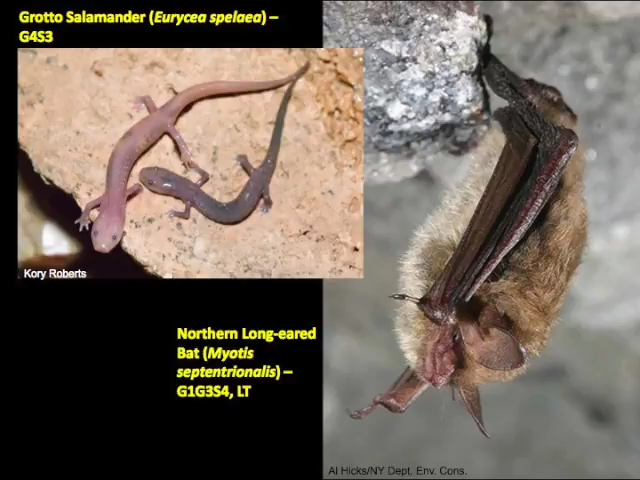 Grotto Salamander (Eurycea spelaea) –
G4S3
Kory Roberts
Northern Long-eared
Bat (Myotis
septentrionalis) –
G1G3S4, LT
Al Hicks/NY Dept. Env. Cons.